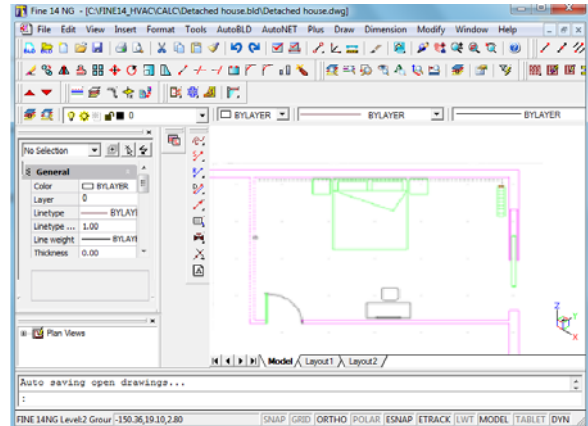 Fine 14 NG - [C:\FINE14_HVAC\CALC\Detached house.bld\Detached house.dwg]
File Edit View Insert Format Tools AutoBLD AutoNET Plus Draw Dimension Modify Window Help
0 BYLAYER BYLAYER BYLAYER
No Selection
General
Color BYLAYER
Layer 0
Linetype BYLAYI
Linetype ... 1.00
Line weight BYLAYI
Thickness 0.00
Plan Views
Z
Y
X
Model Layout1 Layout2
Auto saving open drawings...
:
FINE 14NG Level:2 Grour -150.36,19.10,2.80 SNAP GRID ORTHO POLAR ESNAP ETRACK LWT MODEL TABLET DYN